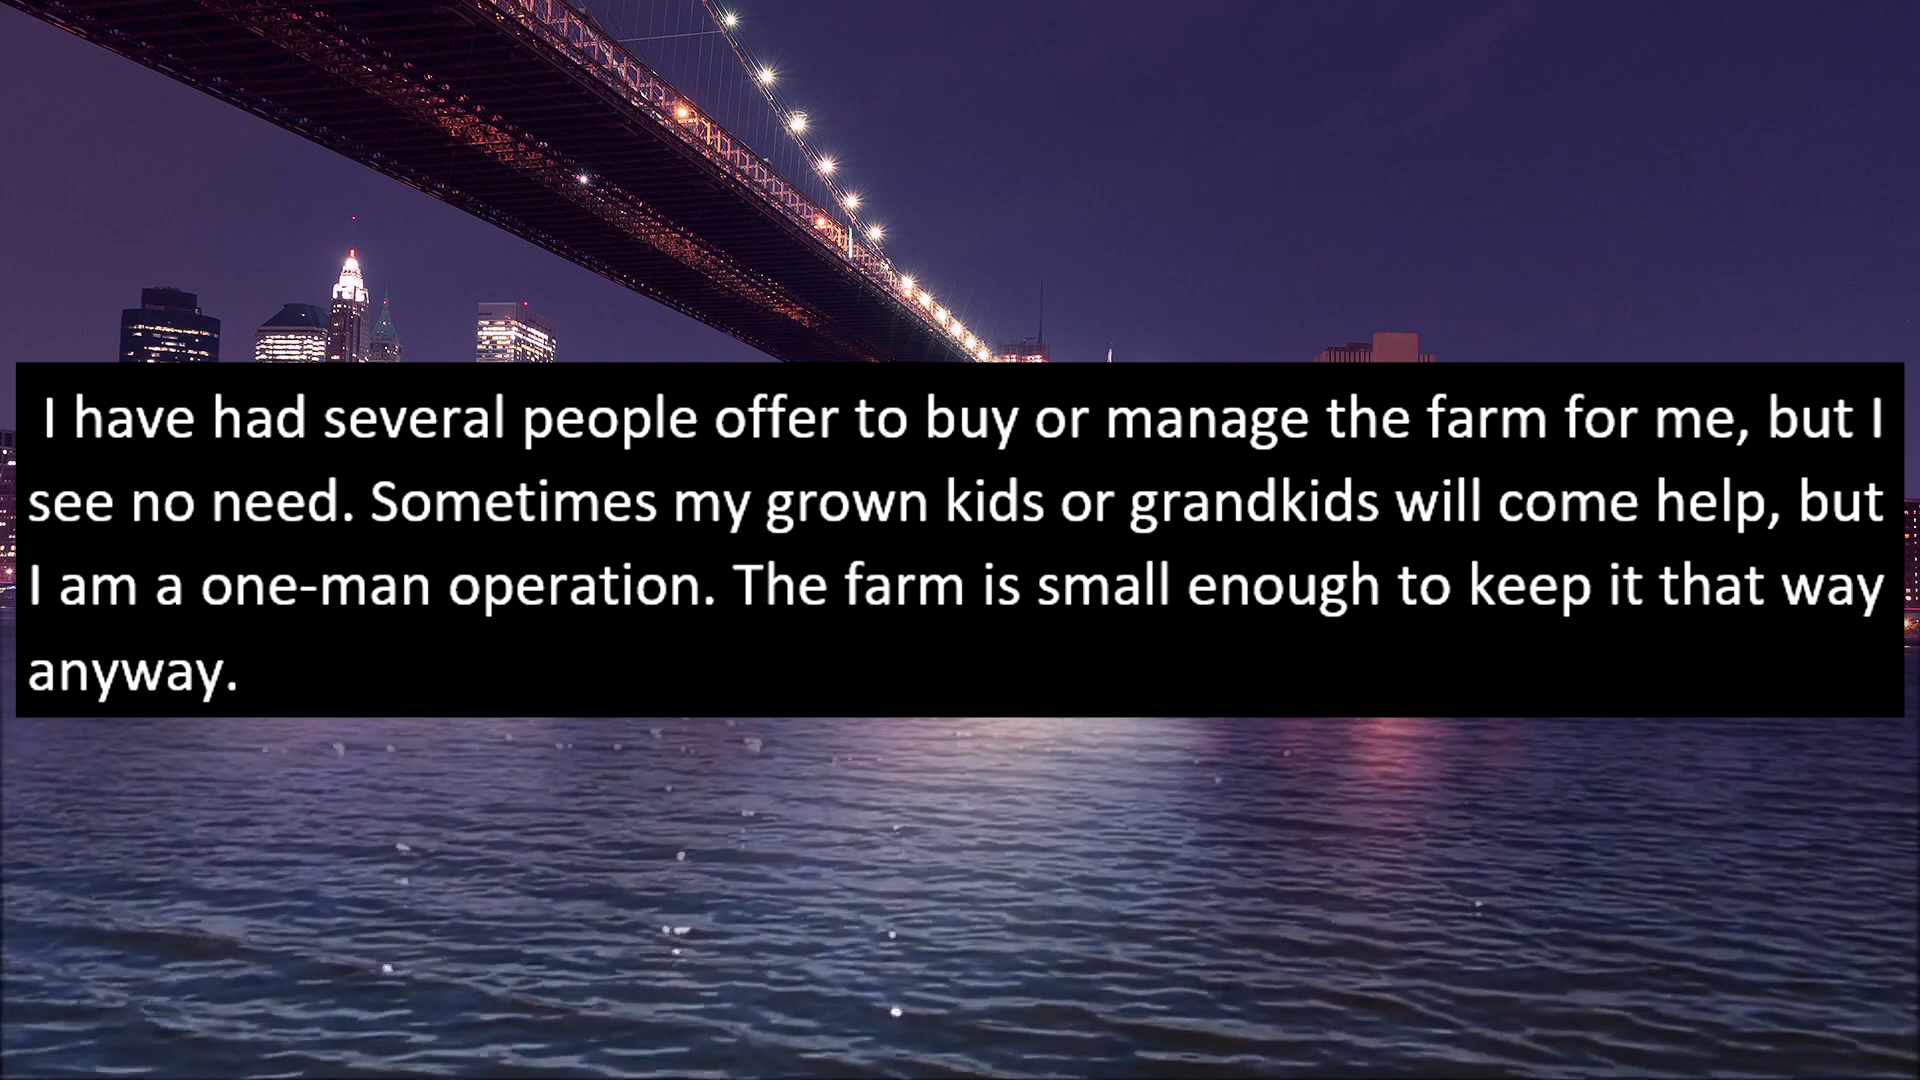 I have had several people offer to buy or manage the farm for me, but I
see no need. Sometimes my grown kids or grandkids will come help, but
I am a one-man operation. The farm is small enough to keep it that way
anyway.